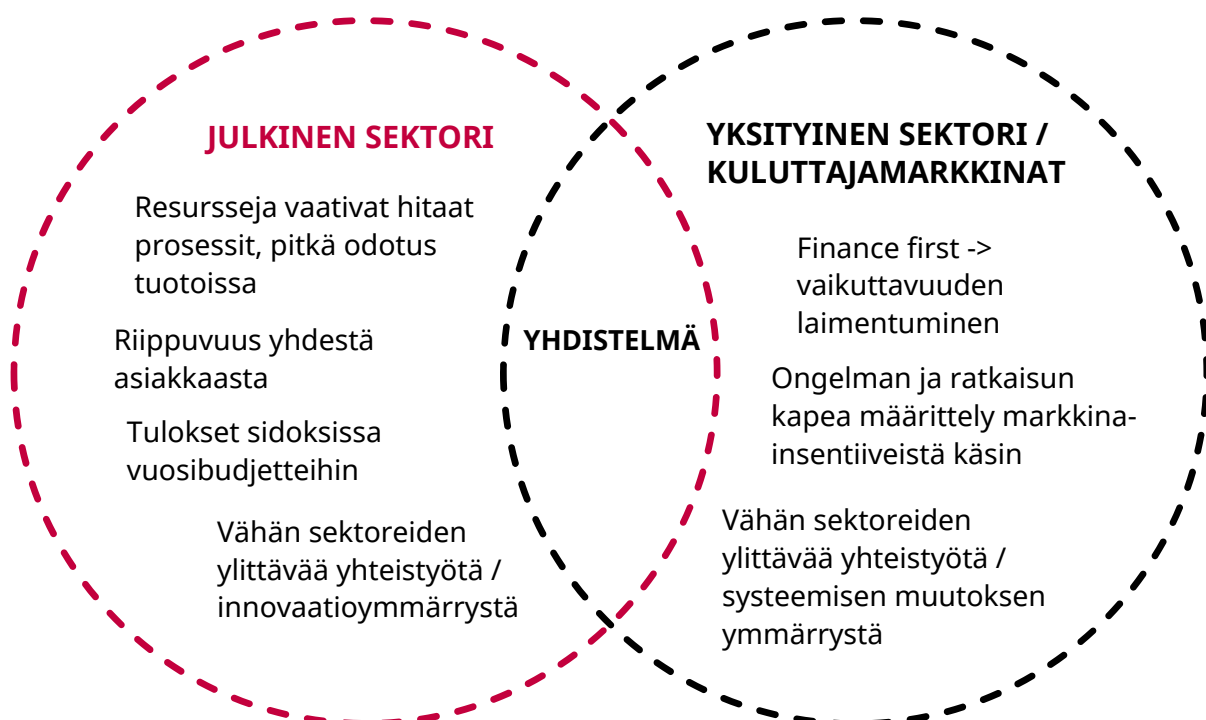 JULKINEN SEKTORI
Resursseja vaativat hitaat
prosessit, pitkä odotus
tuotoissa
Riippuvuus yhdestä
asiakkaasta
Tulokset sidoksissa
vuosibudjetteihin
Vähän sektoreiden
ylittävää yhteistyötä /
innovaatioymmärrystä
YHDISTELMÄ
YKSITYINEN SEKTORI /
KULUTTAJAMARKKINAT
Finance first ->
vaikuttavuuden
laimentuminen
Ongelman ja ratkaisun
kapea määrittely markkina-
insentiiveistä käsin
Vähän sektoreiden
ylittävää yhteistyötä /
systeemisen muutoksen
ymmärrystä